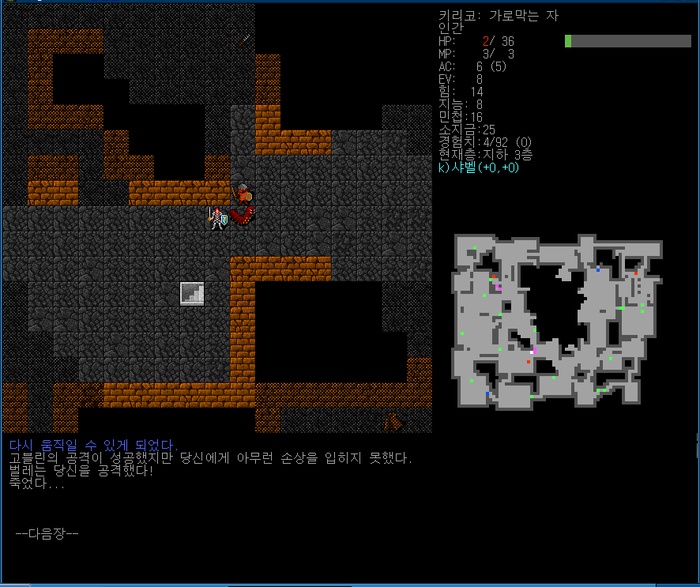 키리코: 가로막는 자
인간
HP: 2/ 36
MP: 3/ 3
AC: 6 (5)
EV: 8
힘: 14
지능: 8
민첩:16
소지금:25
경험치:4/92 (0)
현재층:지하 3층
k)샤벨(+0,+0)
다시 움직일 수 있게 되었다.
고블린의 공격이 성공했지만 당신에게 아무런 손상을 입히지 못했다.
벌레는 당신을 공격했다!
죽었다...
--다음장--